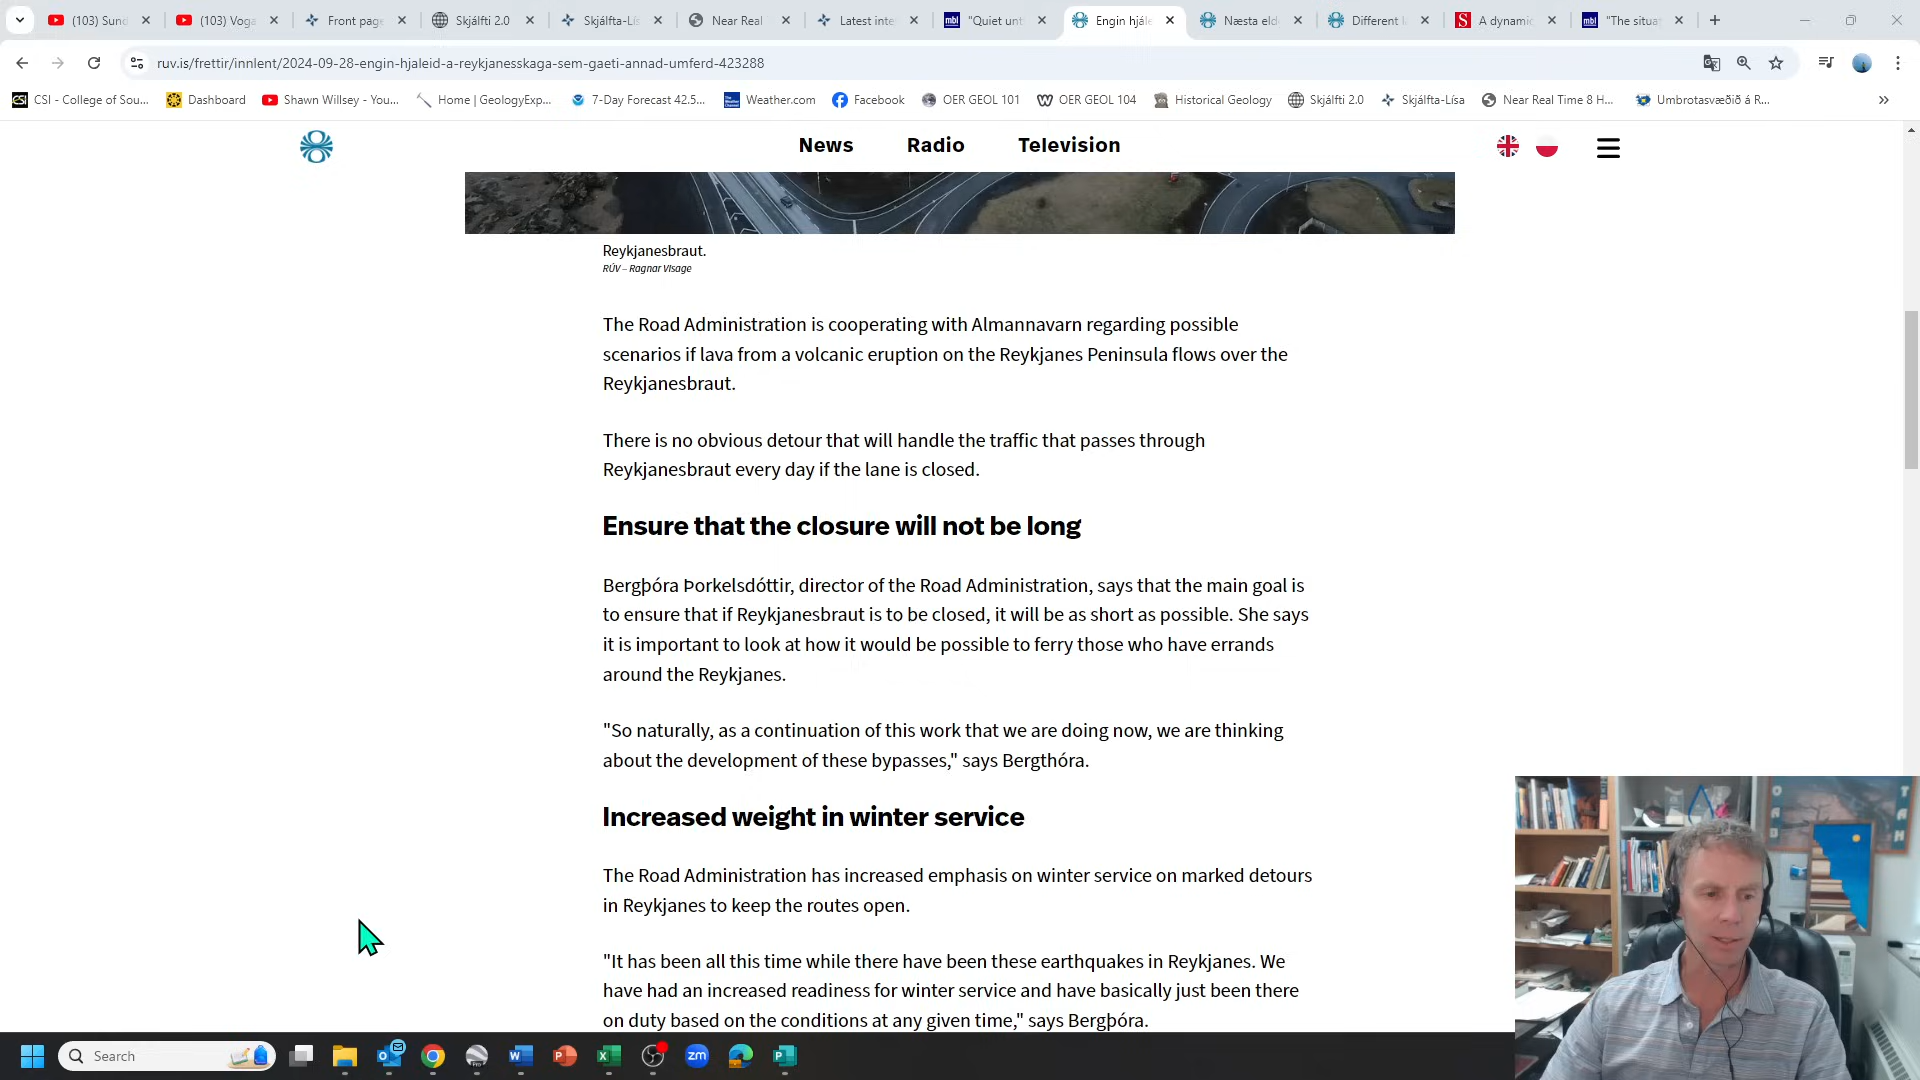 (103) Sund
(103) Voga
Front page
Skjálfti 2.0
Skjálfta-Lís
Near Real
Latest inte
"Quiet unt
Engin hjále
Næsta eld
Different l
A dynamic
"The situat
ruv.is/frettir/innlent/2024-09-28-engin-hjaleid-a-reykjanesskaga-sem-gaeti-annad-umferd-423288
CSI - College of Sou...
Dashboard
Shawn Willsey - You...
Home | GeologyExp...
7-Day Forecast 42.5...
Weather.com
Facebook
OER GEOL 101
OER GEOL 104
Historical Geology
Skjálfti 2.0
Skjálfta-Lísa
Near Real Time 8 H...
Umbrotasvæðið á R...
News
Radio
Television
Reykjanesbraut.
RÚV – Ragnar Visage
The Road Administration is cooperating with Almannavarn regarding possible
scenarios if lava from a volcanic eruption on the Reykjanes Peninsula flows over the
Reykjanesbraut.
There is no obvious detour that will handle the traffic that passes through
Reykjanesbraut every day if the lane is closed.
Ensure that the closure will not be long
Bergþóra Þorkelsdóttir, director of the Road Administration, says that the main goal is
to ensure that if Reykjanesbraut is to be closed, it will be as short as possible. She says
it is important to look at how it would be possible to ferry those who have errands
around the Reykjanes.
"So naturally, as a continuation of this work that we are doing now, we are thinking
about the development of these bypasses," says Bergthóra.
Increased weight in winter service
The Road Administration has increased emphasis on winter service on marked detours
in Reykjanes to keep the routes open.
"It has been all this time while there have been these earthquakes in Reykjanes. We
have had an increased readiness for winter service and have basically just been there
on duty based on the conditions at any given time," says Bergþóra.
Search